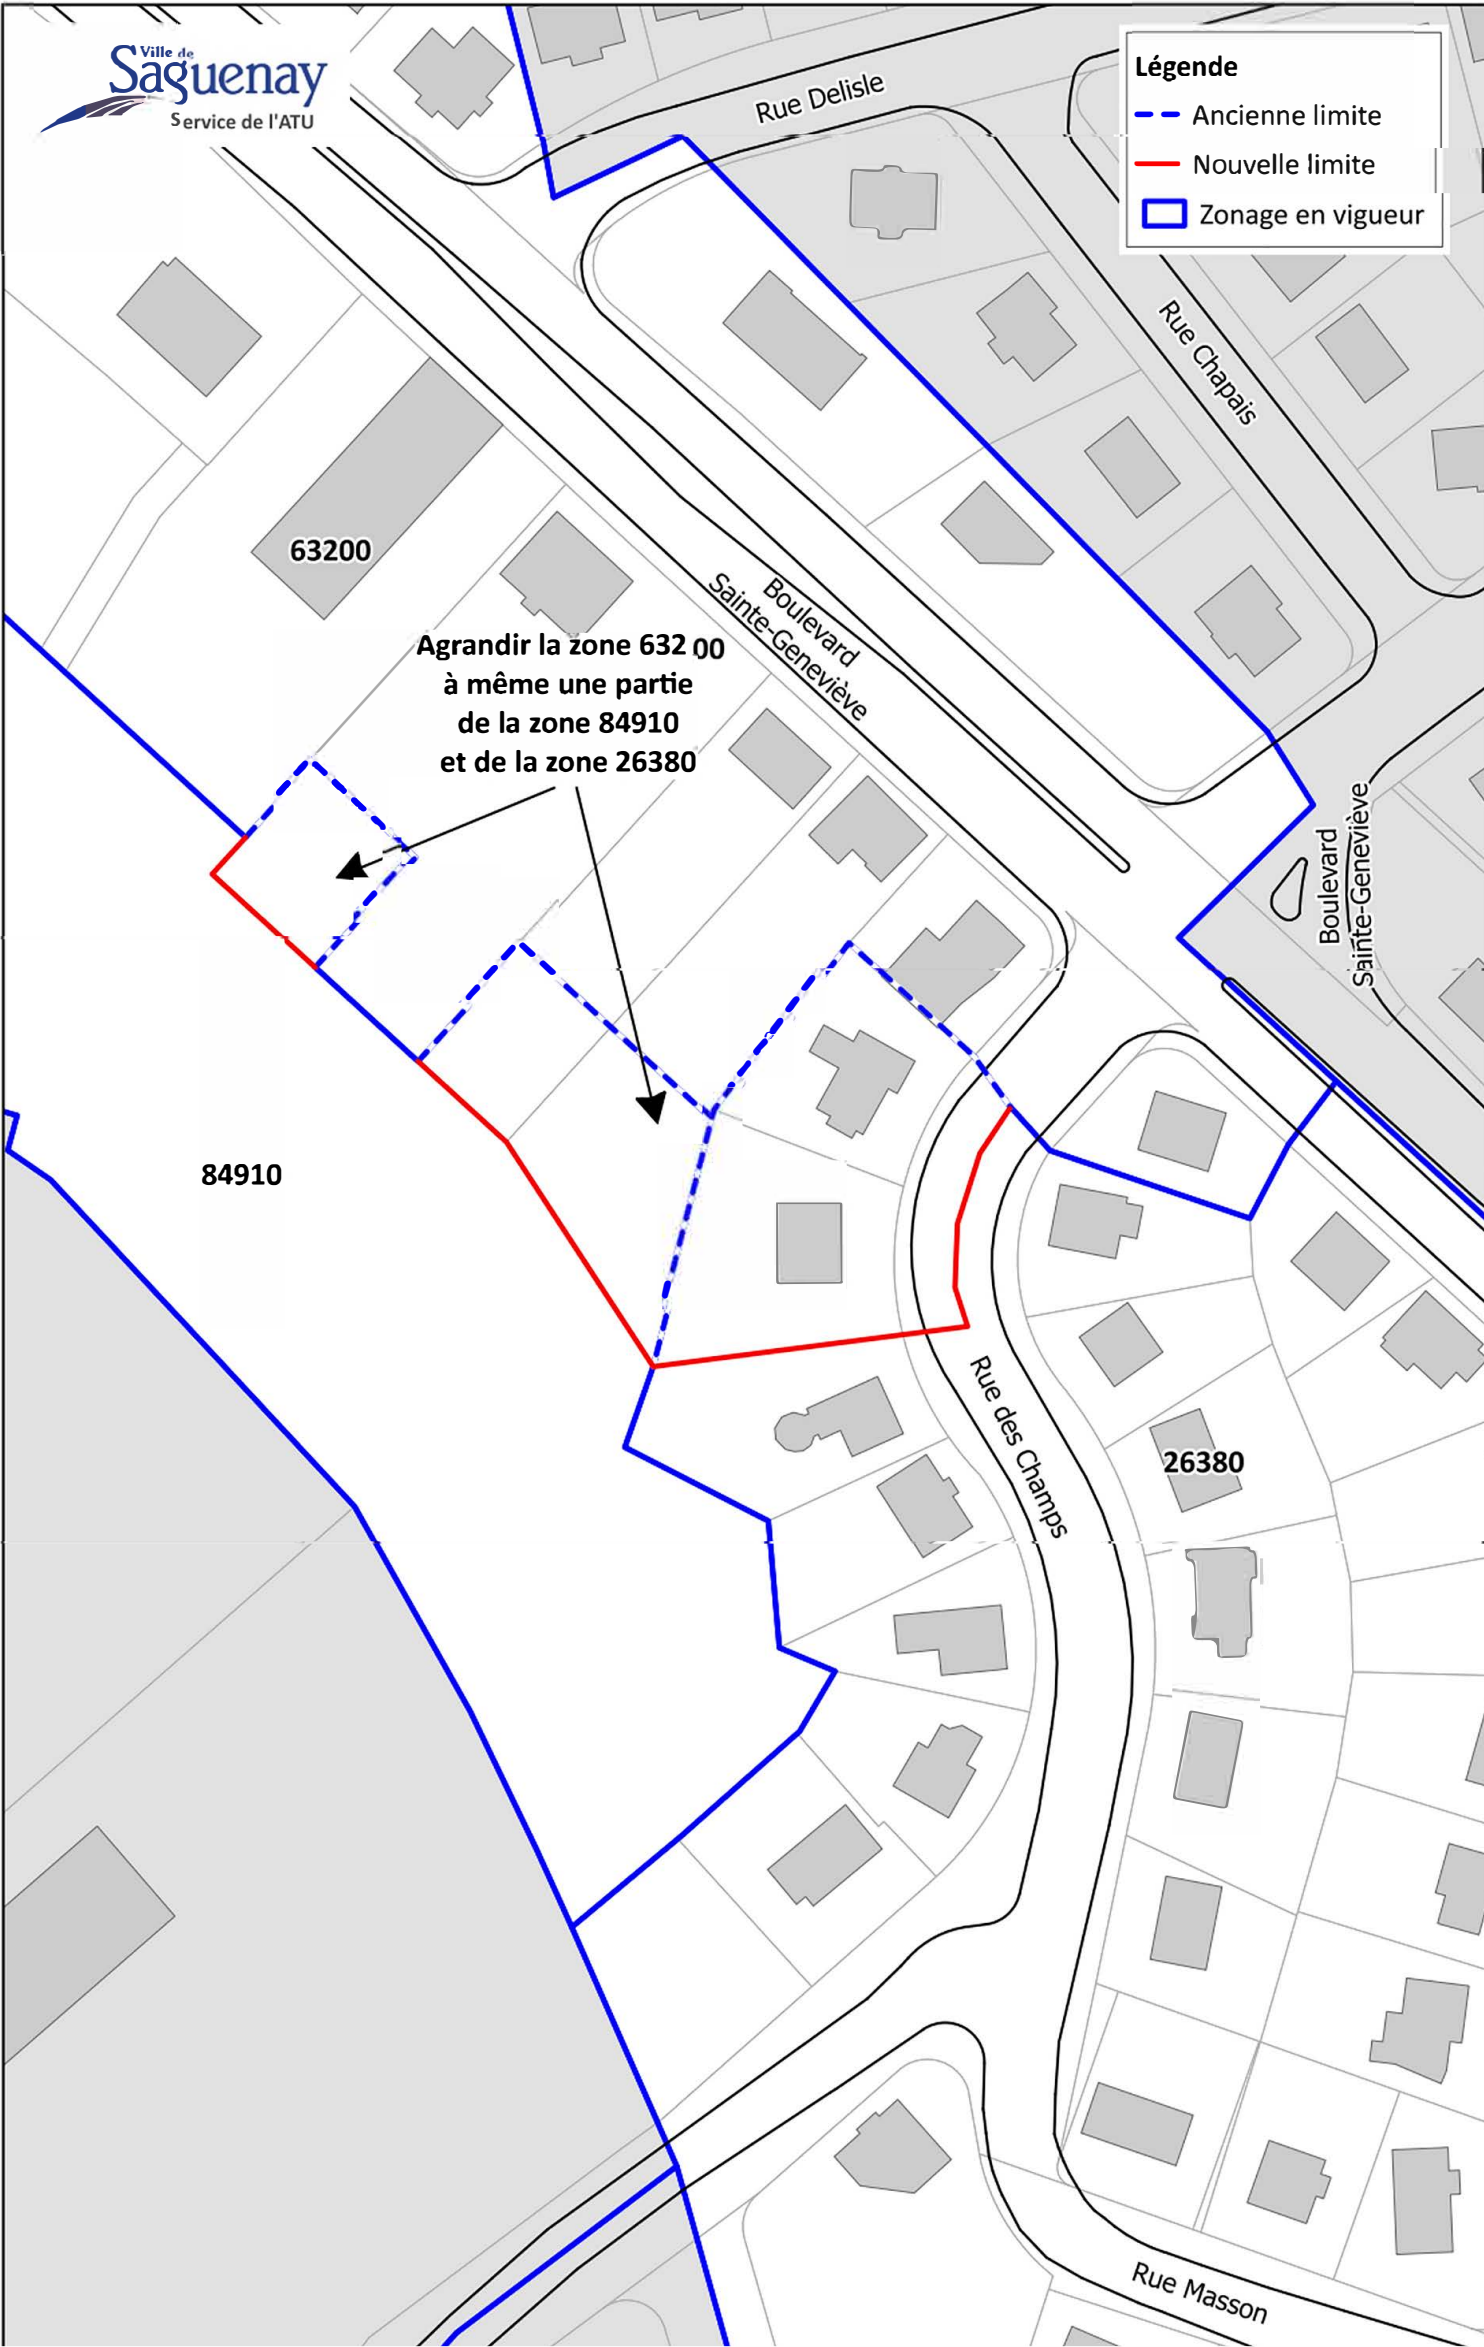 Ville de
Saguenay
Service de l'ATU
Légende
Ancienne limite
Nouvelle limite
Zonage en vigueur
Rue Delisle
Rue Chapais
63200
Boulevard
Sainte-Geneviève
Agrandir la zone 63200
à même une partie
de la zone 84910
et de la zone 26380
Boulevard
Sainte-Geneviève
84910
Rue des Champs
26380
Rue Masson